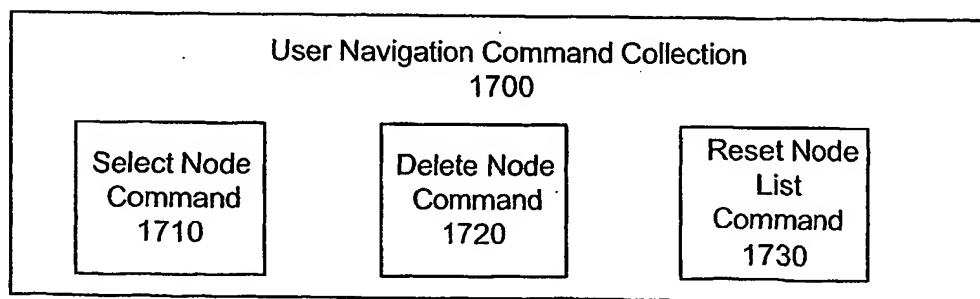 User Navigation Command Collection
1700
Select Node
Command
1710
Delete Node
Command
1720
Reset Node
List
Command
1730